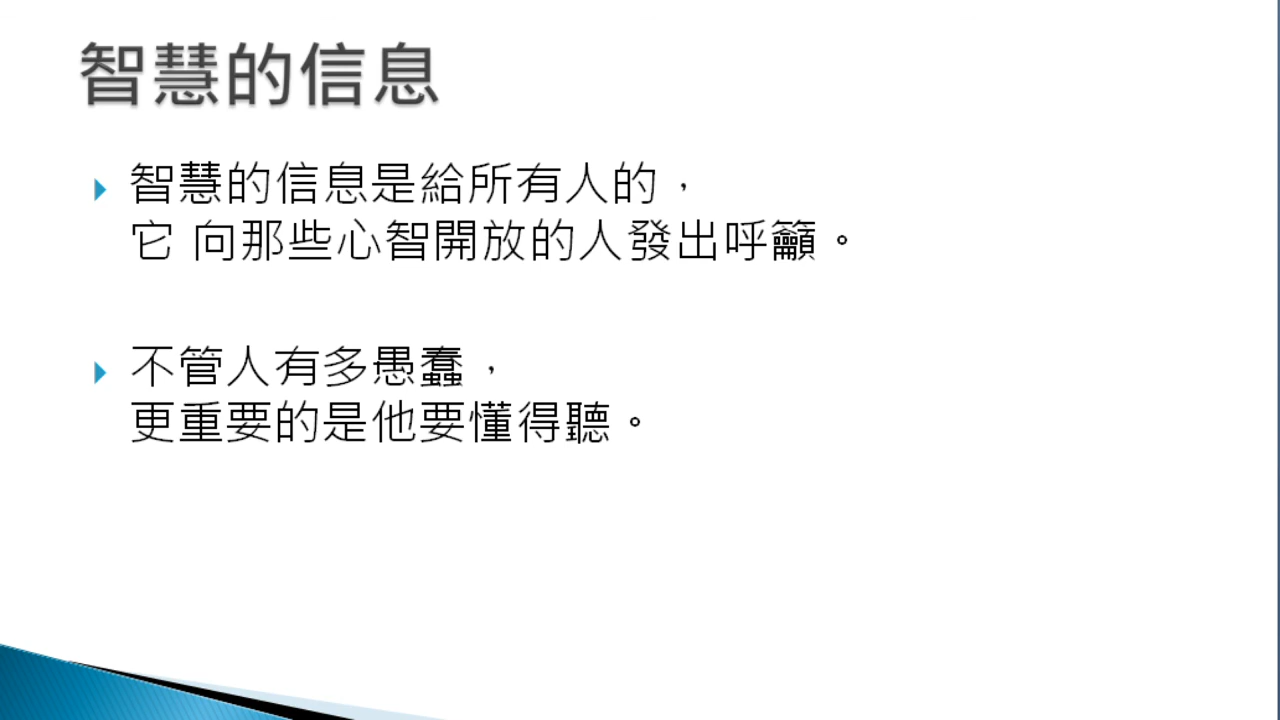 智慧的信息
智慧的信息是給所有人的，
它 向那些心智開放的人發出呼籲。
不管人有多愚蠢，
更重要的是他要懂得聽。